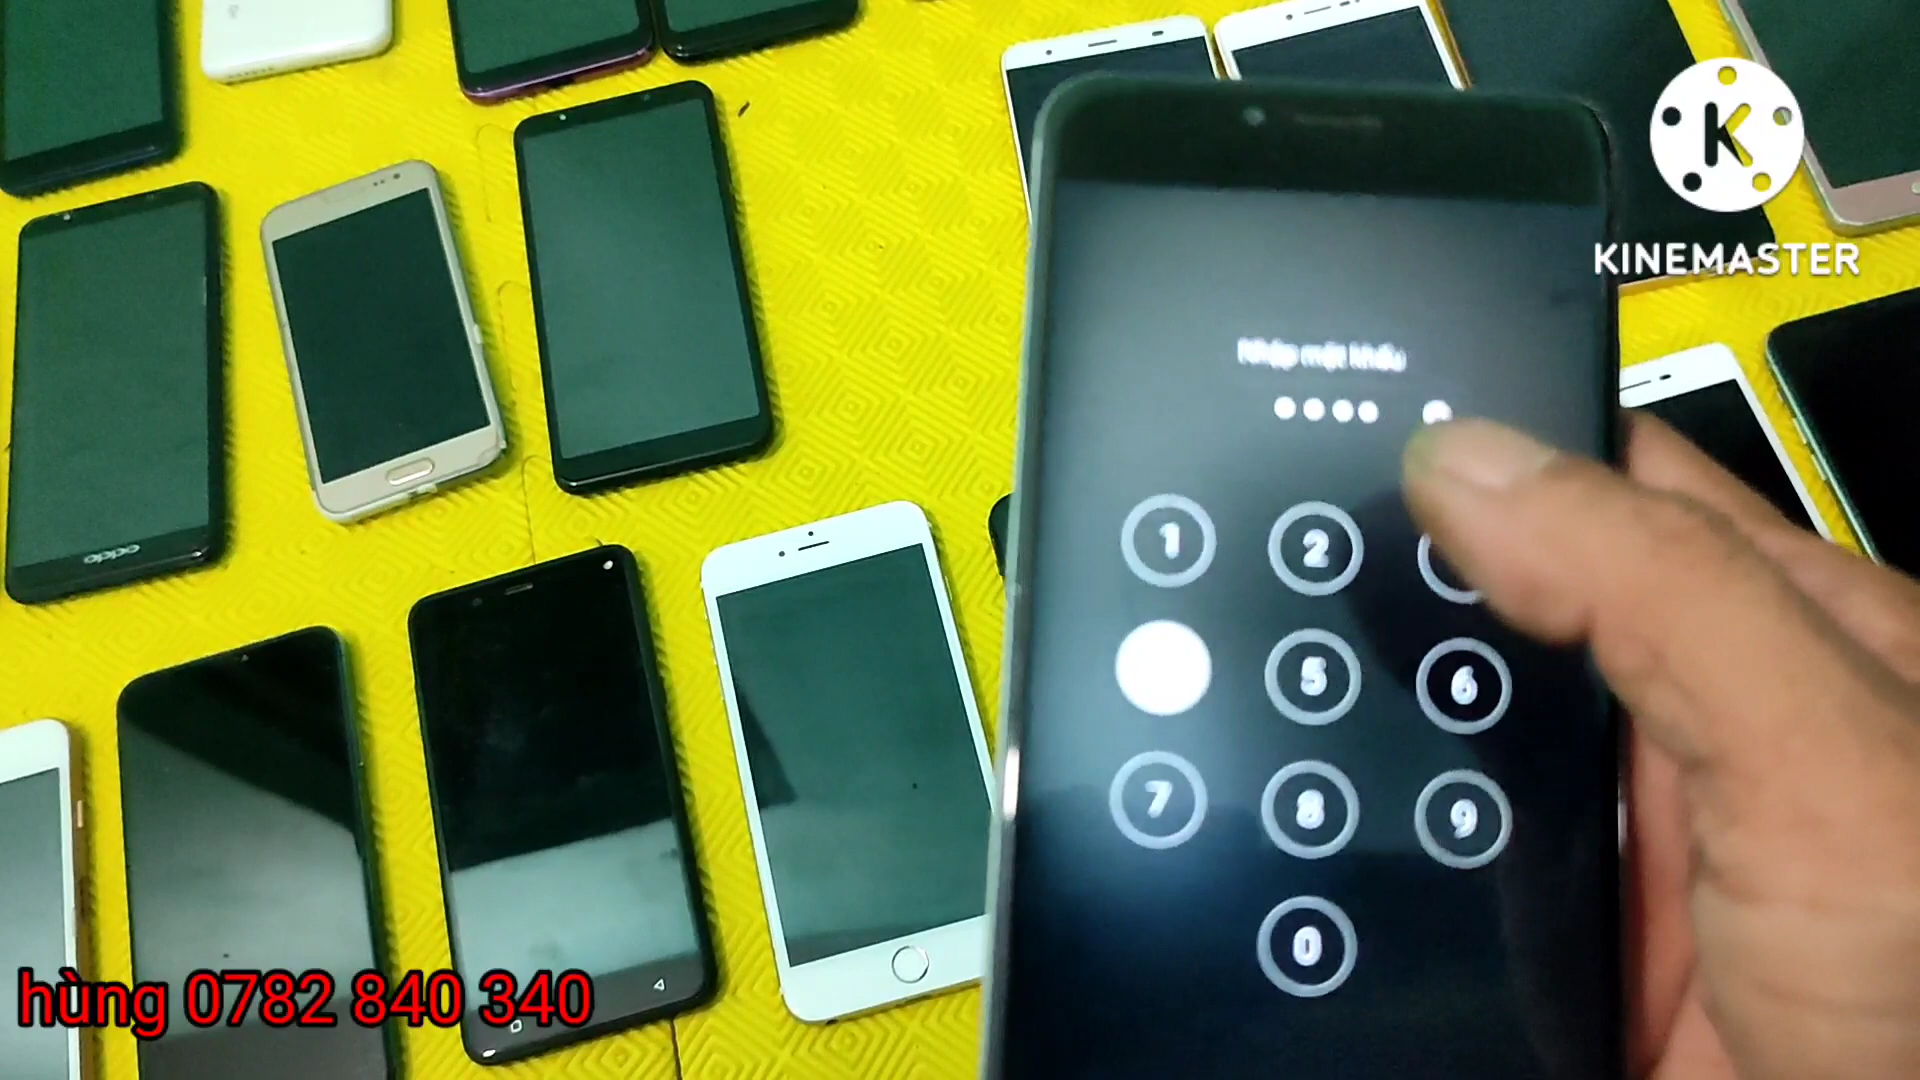 K
KINEMASTER
Nhập mật khẩu
1 2
5 6
7 8 9
0
oppo
hùng 0782 840 340